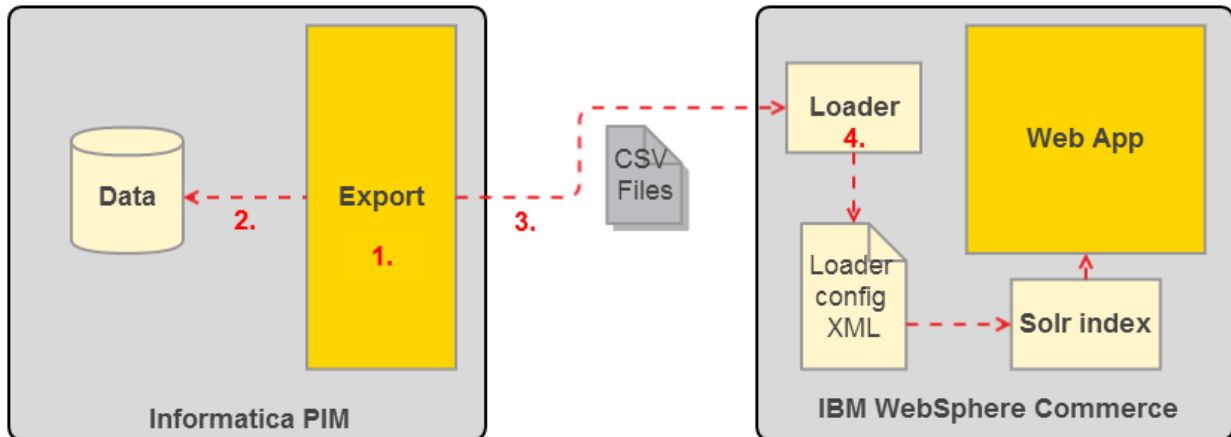 Data
2.
Export
1.
3.
CSV
Files
Informatica PIM
Loader
4.
Loader
config
XML
Web App
Solr index
IBM WebSphere Commerce